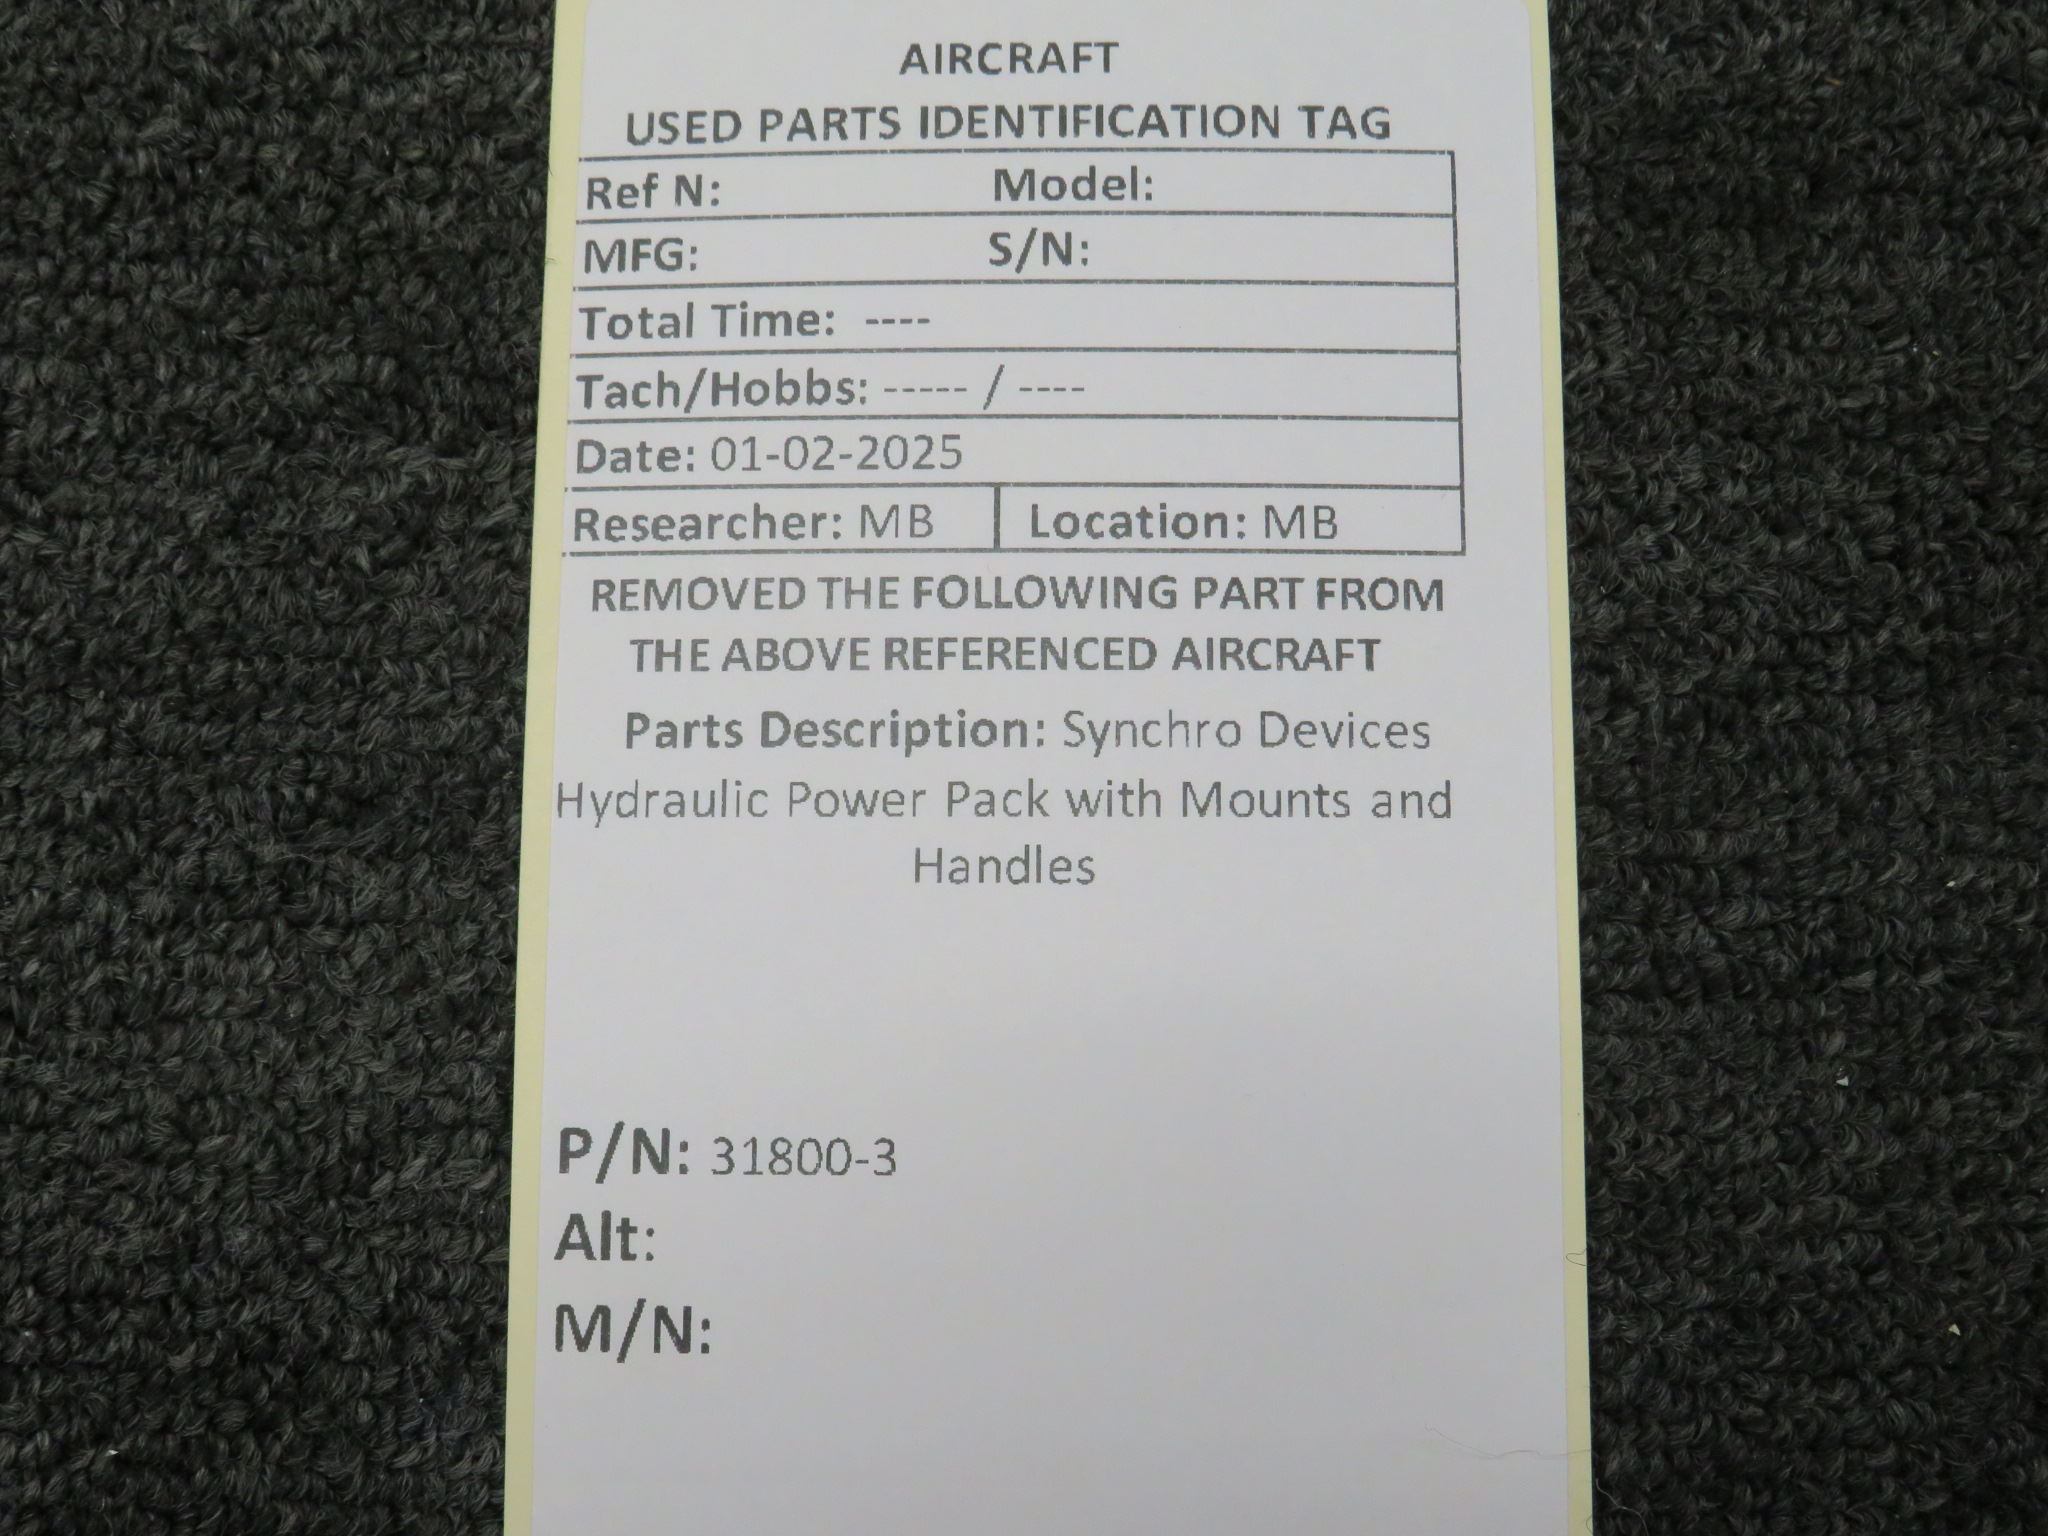 AIRCRAFT
USED PARTS IDENTIFICATION TAG
Ref N: Model:
MFG: S/N:
Total Time: ----
Tach/Hobbs: ----- / ----
Date: 01-02-2025
Researcher: MB Location: MB
REMOVED THE FOLLOWING PART FROM
THE ABOVE REFERENCED AIRCRAFT
Parts Description: Synchro Devices
Hydraulic Power Pack with Mounts and
Handles
P/N: 31800-3
Alt:
M/N: